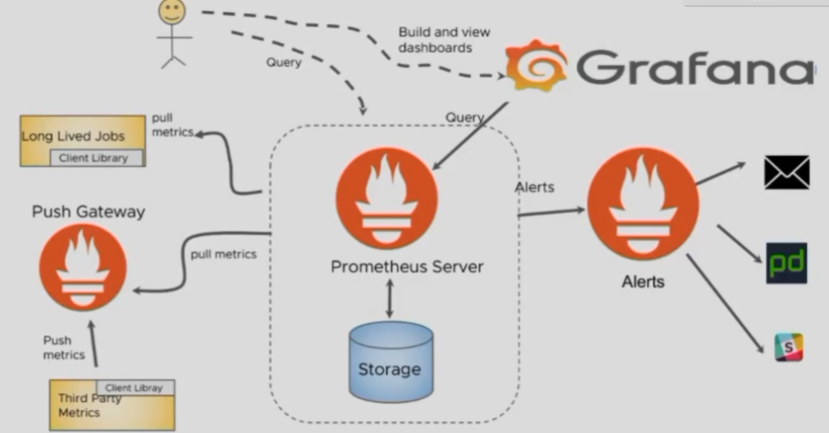 Build and view
dashboards
Query
Grafana
pull
metrics
Long Lived Jobs
Client Library
Query
Alerts
Push Gateway
pull metrics
Prometheus Server
Alerts
pd
Push
metrics
S
Storage
Client Libray
Third Party
Metrics